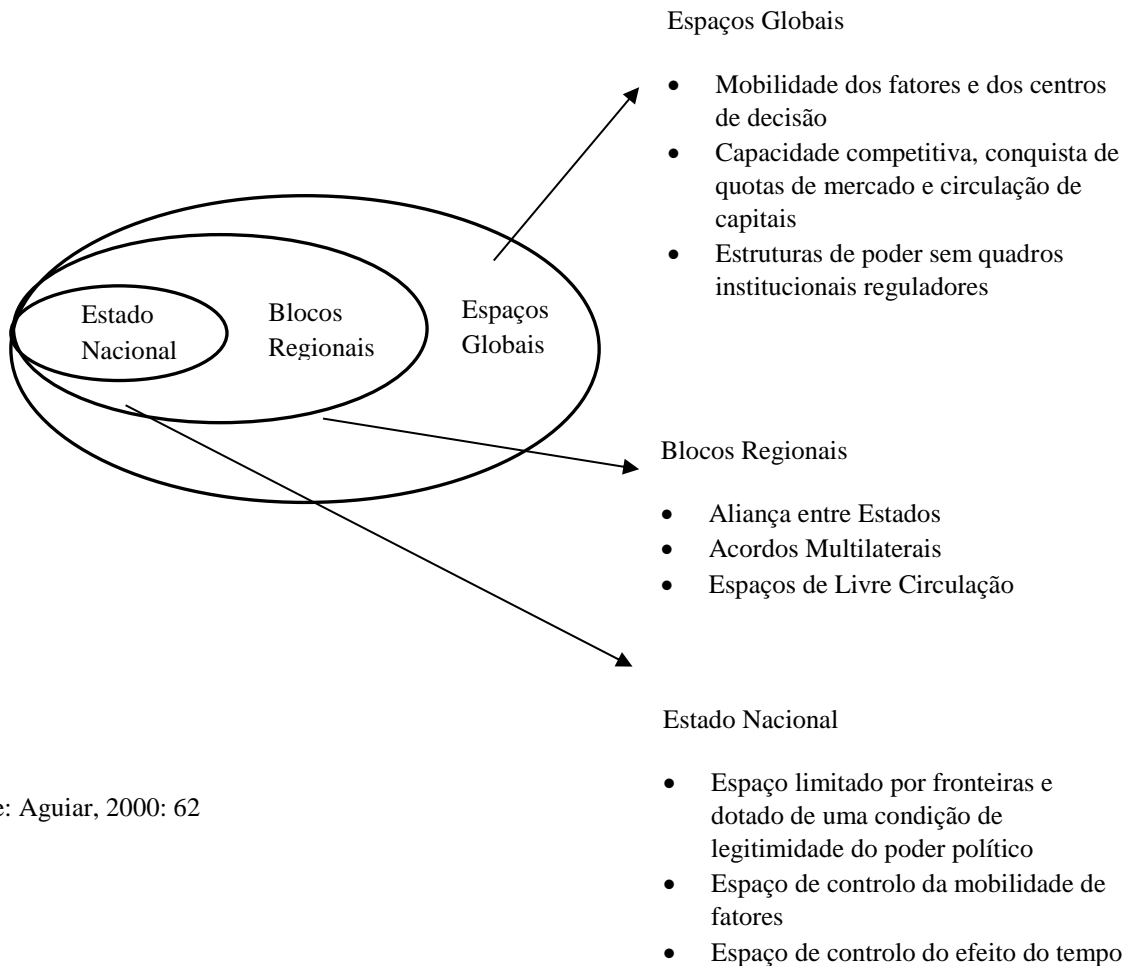 Espaços Globais
• Mobilidade dos fatores e dos centros
de decisão
• Capacidade competitiva, conquista de
quotas de mercado e circulação de
capitais
• Estruturas de poder sem quadros
institucionais reguladores
Estado
Nacional
Blocos
Regionais
Espaços
Globais
Blocos Regionais
• Aliança entre Estados
• Acordos Multilaterais
• Espaços de Livre Circulação
Estado Nacional
• Espaço limitado por fronteiras e
dotado de uma condição de
legitimidade do poder político
• Espaço de controlo da mobilidade de
fatores
• Espaço de controlo do efeito do tempo
e: Aguiar, 2000: 62